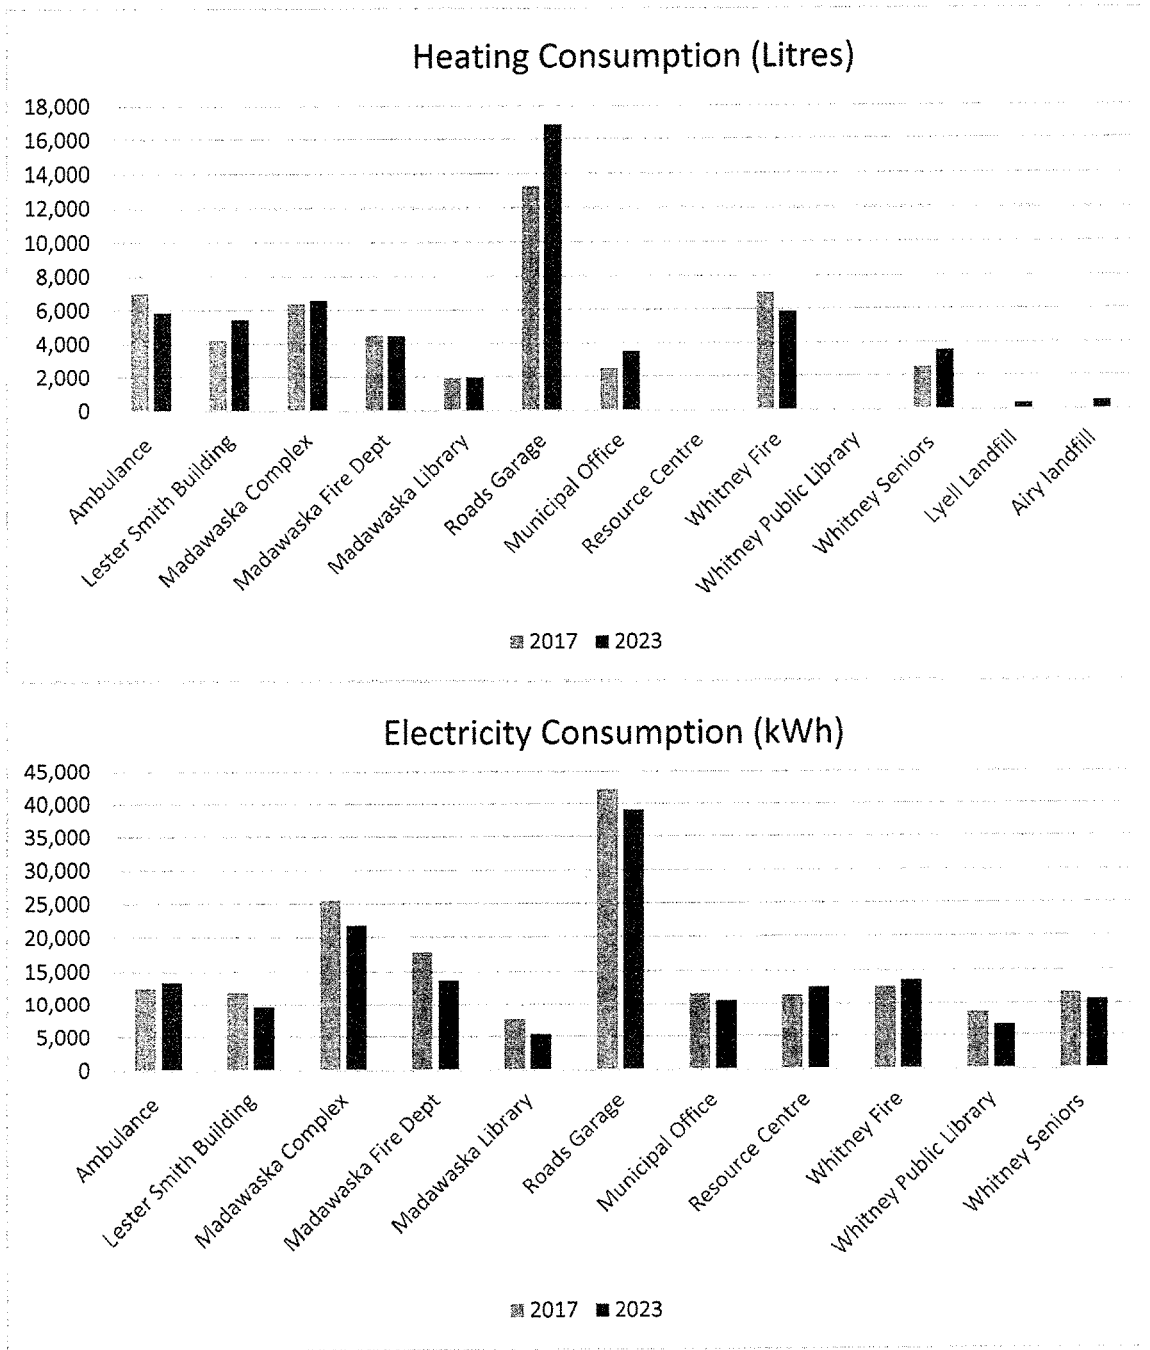 Heating Consumption (Litres)
18,000
16,000
14,000
12,000
10,000
8,000
6,000
4,000
2,000
0
Ambulance
Lester Smith Building
Madawaska Complex
Madawaska Fire Dept
Madawaska Library
Roads Garage
Municipal Office
Resource Centre
Whitney Fire
Whitney Public Library
Whitney Seniors
Lyell Landfill
Airy landfill
2017 2023
Electricity Consumption (kWh)
45,000
40,000
35,000
30,000
25,000
20,000
15,000
10,000
5,000
0
Ambulance
Lester Smith Building
Madawaska Complex
Madawaska Fire Dept
Madawaska Library
Roads Garage
Municipal Office
Resource Centre
Whitney Fire
Whitney Public Library
Whitney Seniors
2017 2023